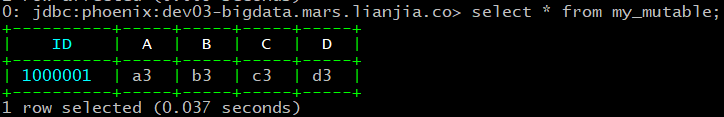 0: jdbc:phoenix:dev03-bigdata.mars.lianjia.co> select * from my_mutable;
+----------+-----+-----+-----+-----+
| ID | A | B | C | D |
+----------+-----+-----+-----+-----+
| 1000001 | a3 | b3 | c3 | d3 |
+----------+-----+-----+-----+-----+
1 row selected (0.037 seconds)